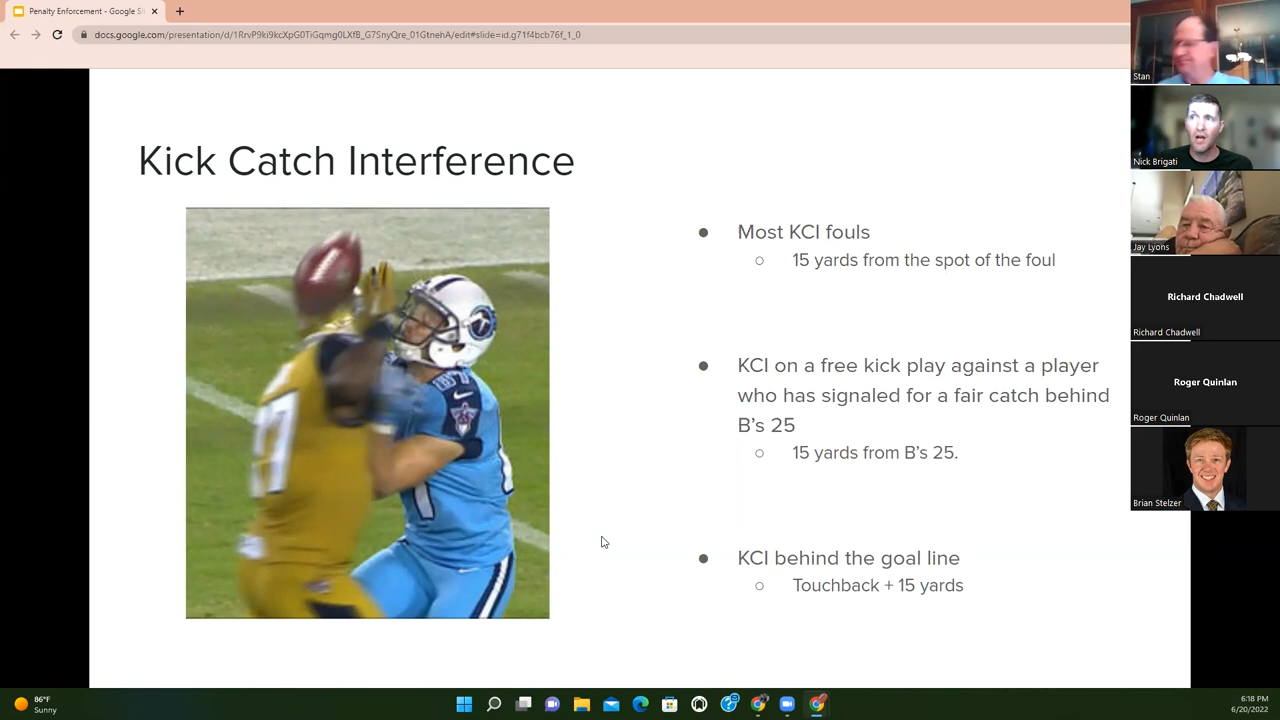 Penalty Enforcement - Google Sli
docs.google.com/presentation/d/1RrvP9ki9kcXpG0TiGqmg0LXfB_G7SnyQre_01GtnehA/edit#slide=id.g71f4bcb76f_1_0
Kick Catch Interference
● Most KCI fouls
○ 15 yards from the spot of the foul
● KCI on a free kick play against a player
who has signaled for a fair catch behind
B's 25
○ 15 yards from B's 25.
● KCI behind the goal line
○ Touchback + 15 yards
Stan
Nick Brigati
Jay Lyons
Richard Chadwell
Richard Chadwell
Roger Quinlan
Roger Quinlan
Brian Stelzer
86°F
Sunny
6:18 PM
6/20/2022